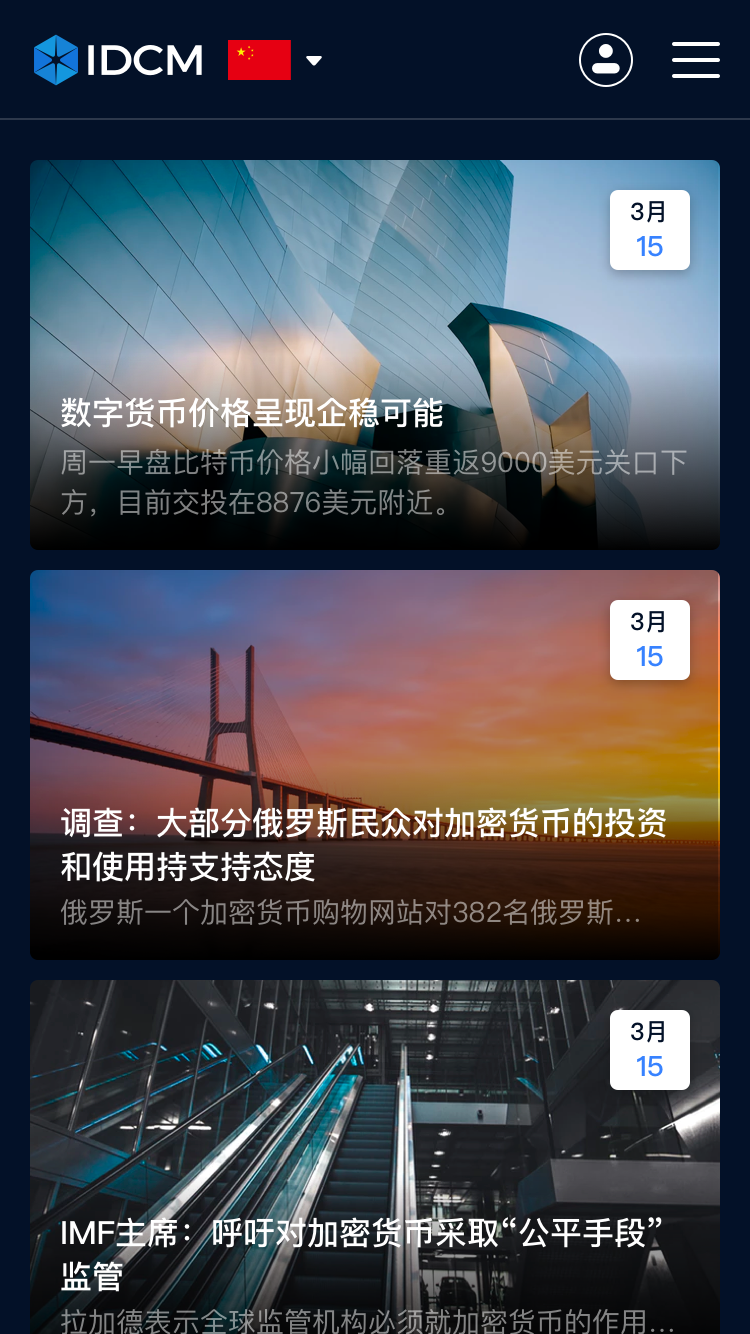 IDCM
3月
15
数字货币价格呈现企稳可能
周一早盘比特币价格小幅回落重返9000美元关口下
方，目前交投在8876美元附近。
3月
15
调查：大部分俄罗斯民众对加密货币的投资
和使用持支持态度
俄罗斯一个加密货币购物网站对382名俄罗斯…
3月
15
IMF主席：呼吁对加密货币采取“公平手段”
监管
拉加德表示全球监管机构必须就加密货币的作用…